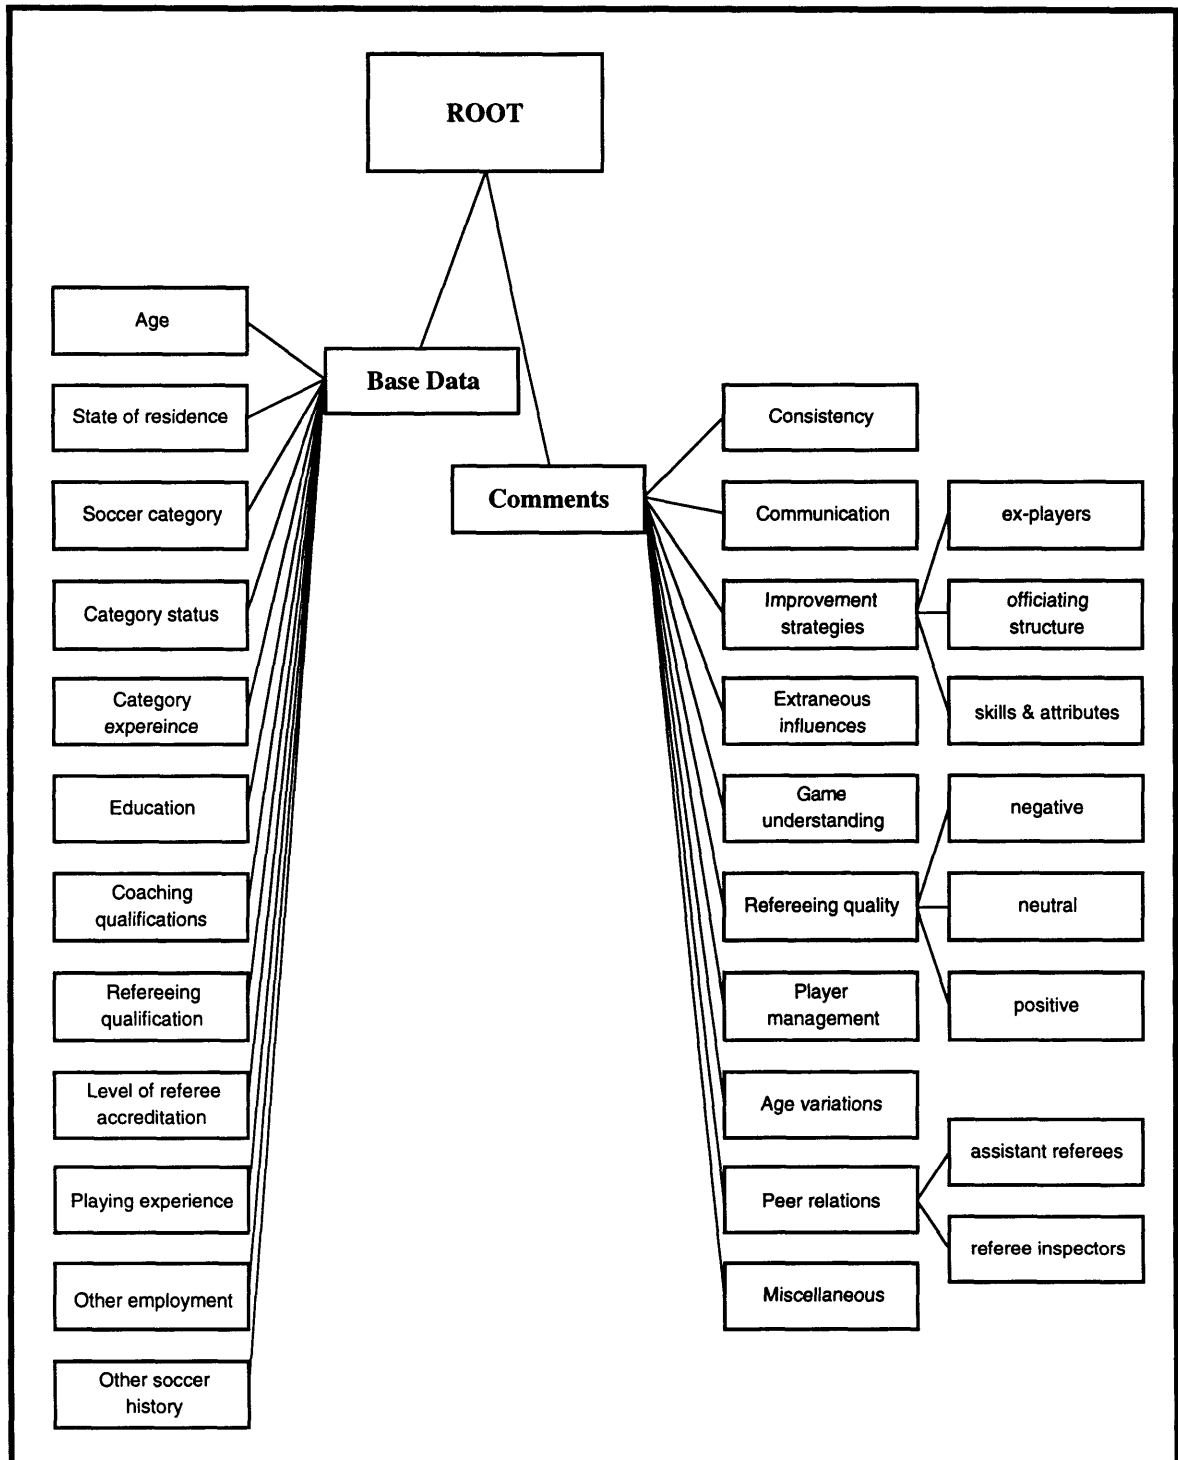 ROOT
Base Data
Comments
Age
State of residence
Soccer category
Category status
Category
expereince
Education
Coaching
qualifications
Refereeing
qualification
Level of referee
accreditation
Playing experience
Other employment
Other soccer
history
Consistency
Communication
Improvement
strategies
Extraneous
influences
Game
understanding
Refereeing quality
Player
management
Age variations
Peer relations
Miscellaneous
ex-players
officiating
structure
skills & attributes
negative
neutral
positive
assistant referees
referee inspectors